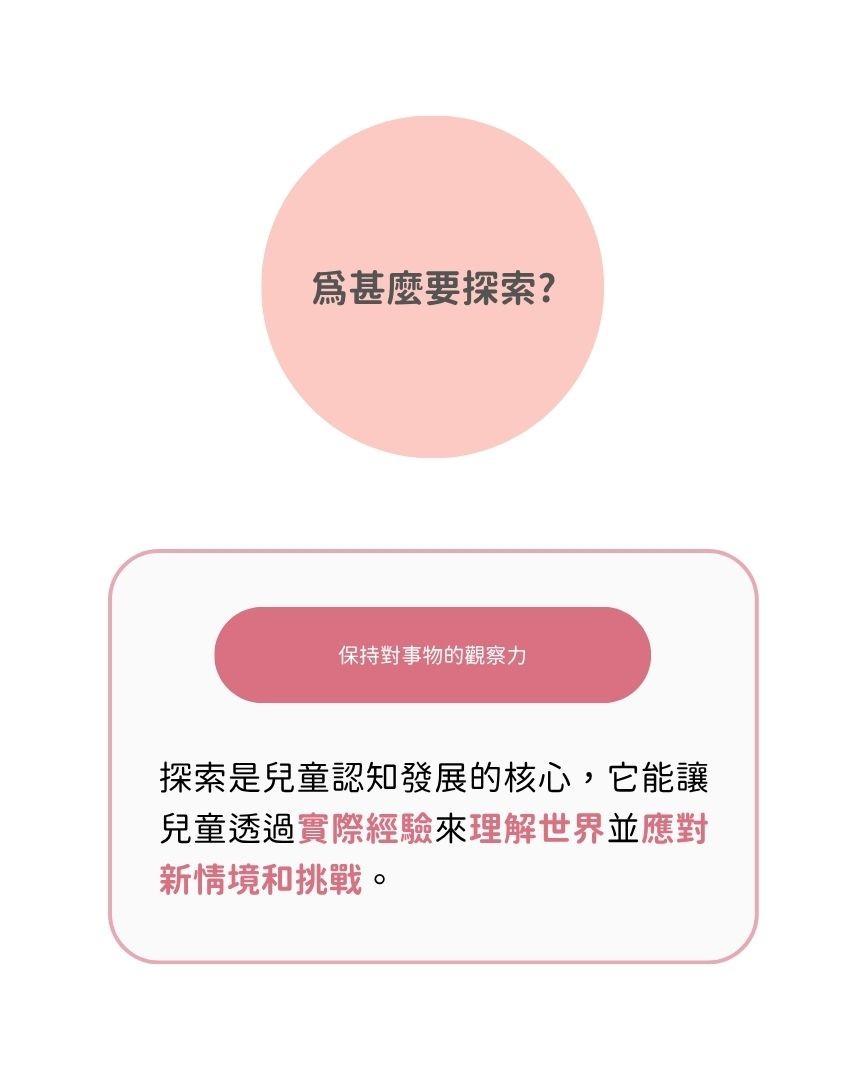 爲甚麼要探索?
保持對事物的觀察力
探索是兒童認知發展的核心，它能讓
兒童透過實際經驗來理解世界並應對
新情境和挑戰。